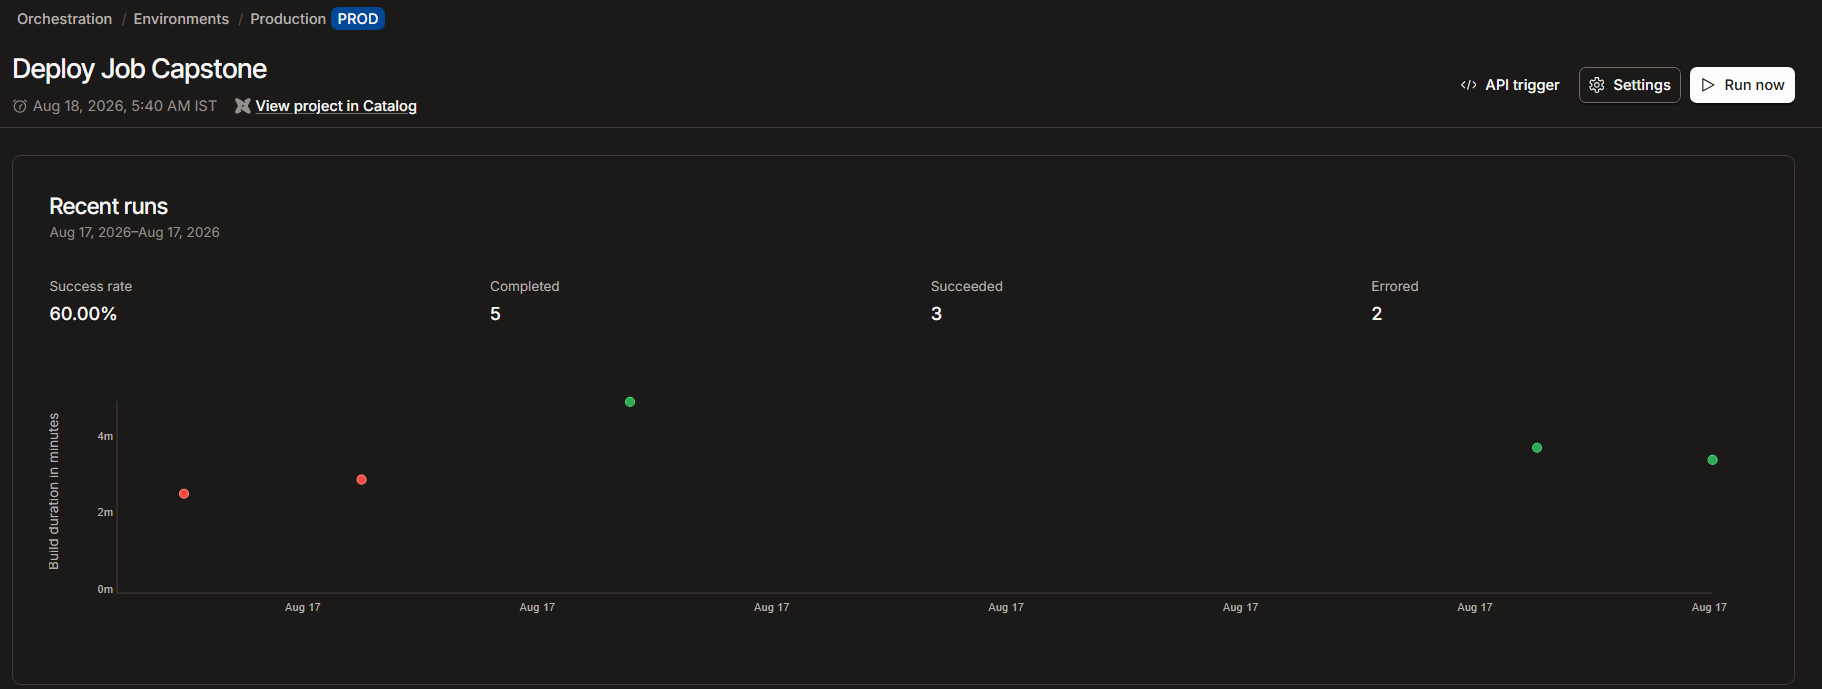 Orchestration / Environments / Production PROD
Deploy Job Capstone
Aug 18, 2026, 5:40 AM IST View project in Catalog
</> API trigger Settings Run now
Recent runs
Aug 17, 2026–Aug 17, 2026
Success rate Completed Succeeded Errored
60.00% 5 3 2
Build duration in minutes
4m
2m
0m
Aug 17 Aug 17 Aug 17 Aug 17 Aug 17 Aug 17 Aug 17